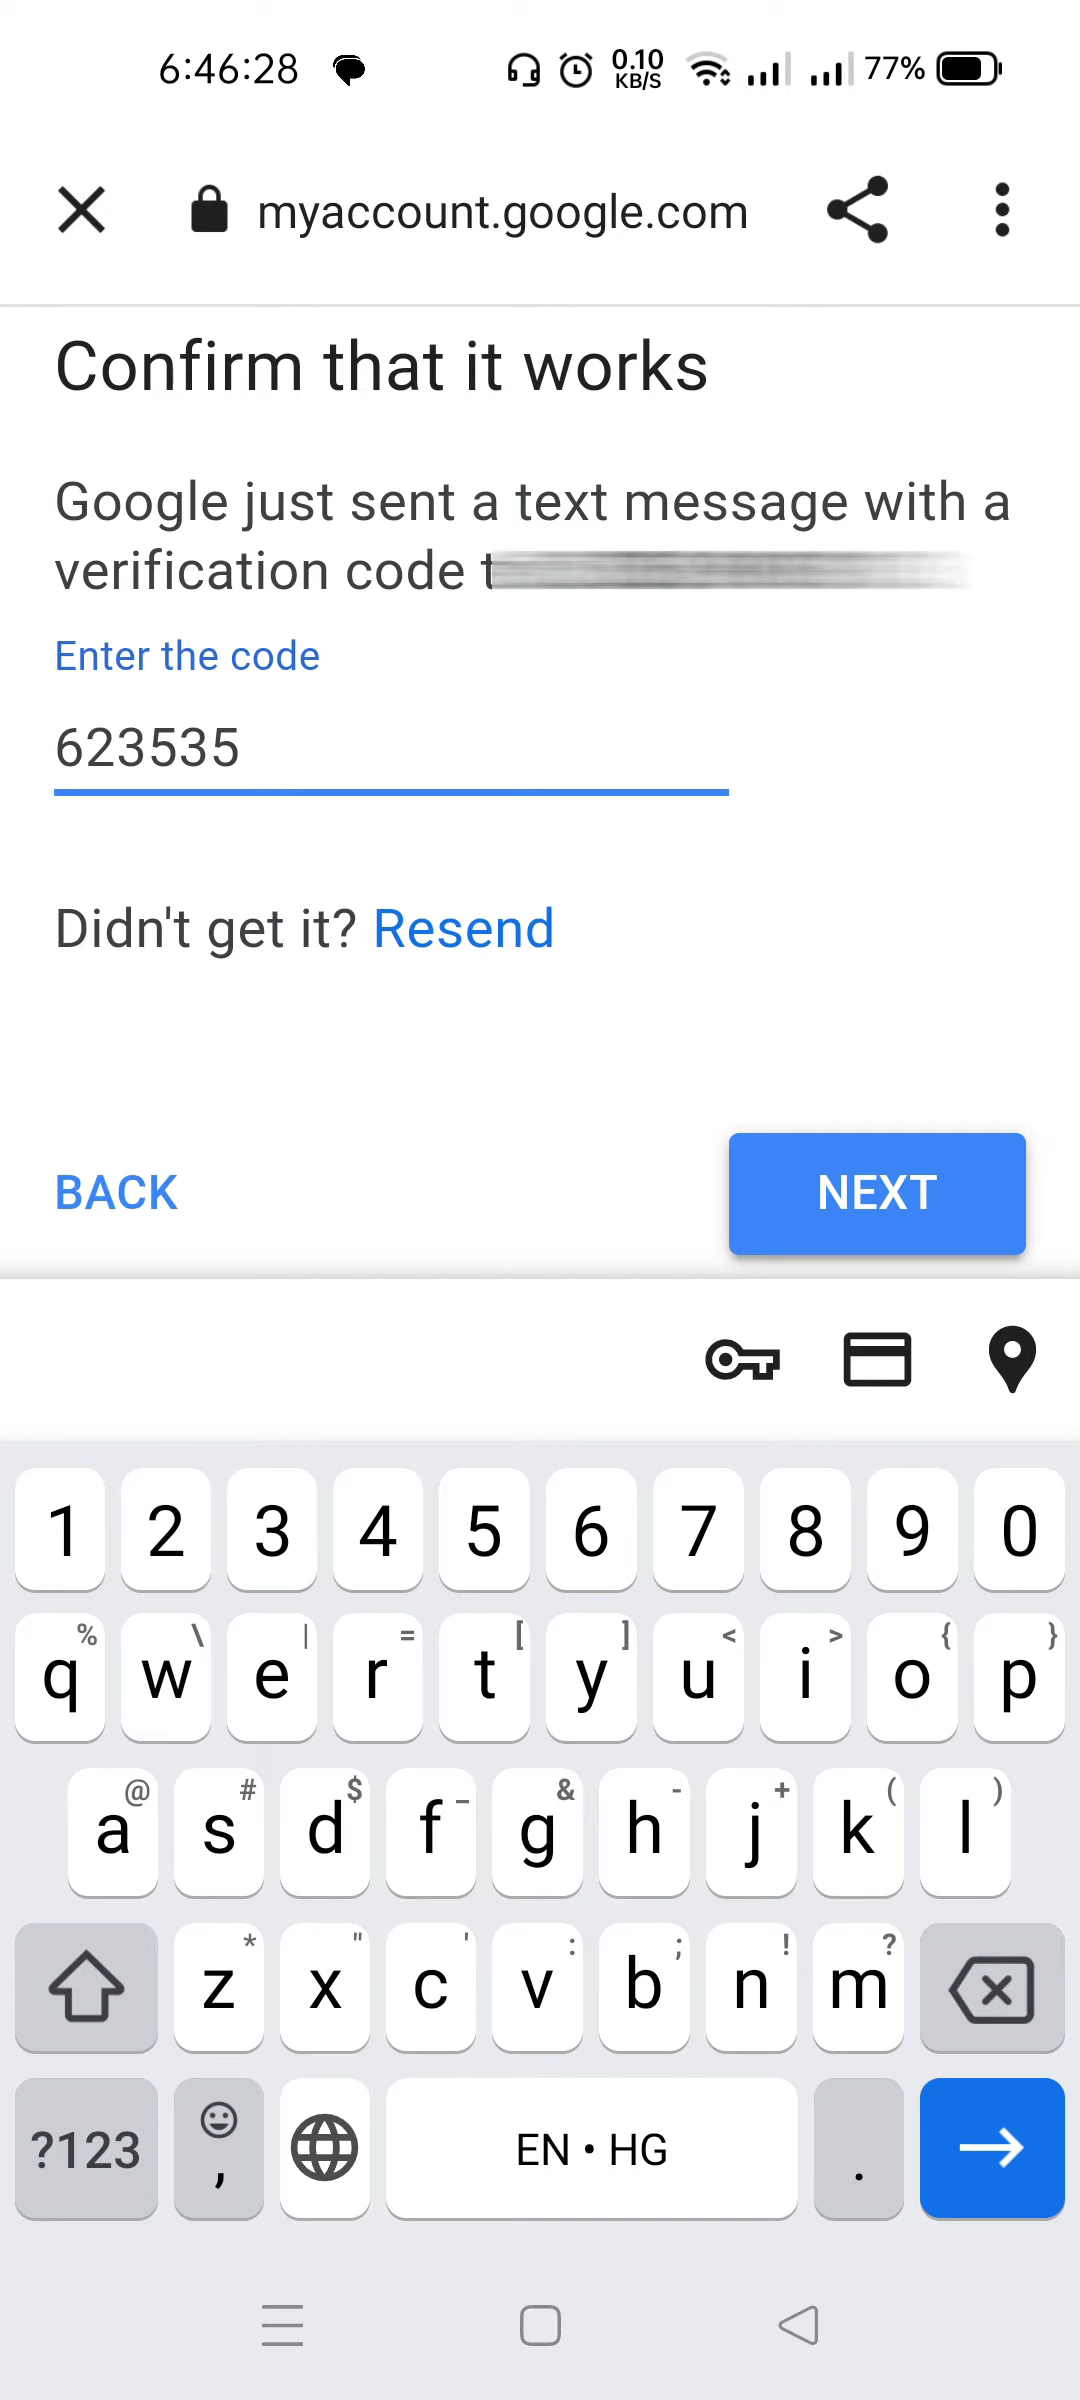 6:46:28 0.10 KB/S 77%
myaccount.google.com
Confirm that it works
Google just sent a text message with a
verification code
Enter the code
623535
Didn't get it? Resend
BACK NEXT
1 2 3 4 5 6 7 8 9 0
% \ | = [ ] < > { }
q w e r t y u i o p
@ # $ _ & - + ( )
a s d f g h j k l
* " ' : ; ! ?
z x c v b n m
?123 , EN • HG .